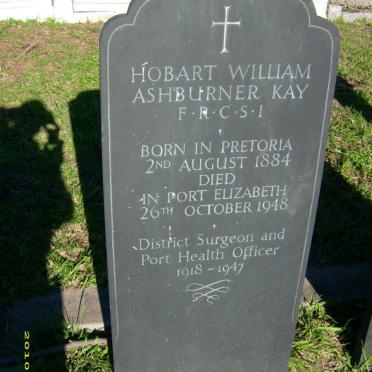 HOBART WILLIAM
ASHBURNER KAY
F·R·C·S·I
BORN IN PRETORIA
2ND AUGUST 1884
DIED
IN PORT ELIZABETH
26TH OCTOBER 1948
District Surgeon and
Port Health Officer
1918 – 1947
2010